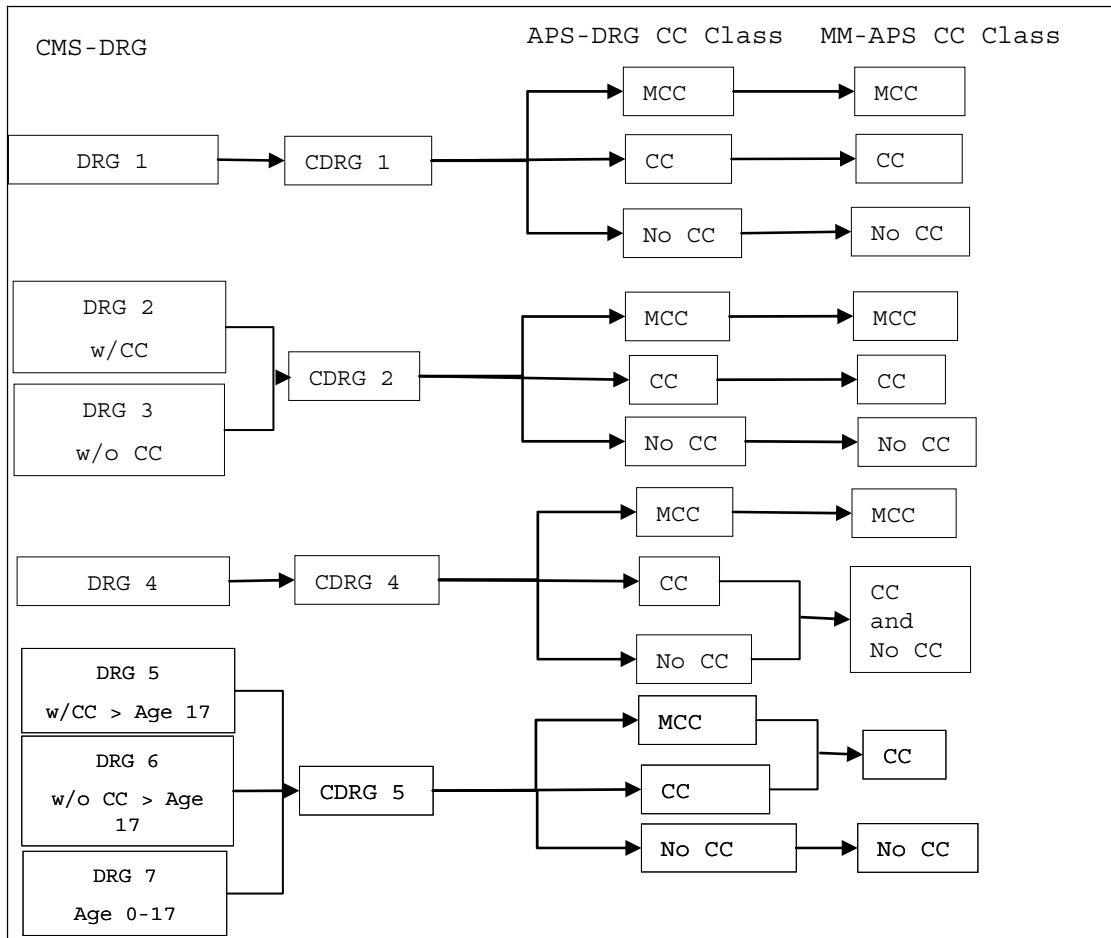 CMS-DRG
APS-DRG CC Class
MM-APS CC Class
DRG 1
CDRG 1
MCC
MCC
CC
CC
No CC
No CC
DRG 2
w/CC
DRG 3
w/o CC
CDRG 2
MCC
MCC
CC
CC
No CC
No CC
DRG 4
CDRG 4
MCC
MCC
CC
No CC
CC
and
No CC
DRG 5
w/CC > Age 17
DRG 6
w/o CC > Age
17
DRG 7
Age 0-17
CDRG 5
MCC
CC
CC
No CC
No CC